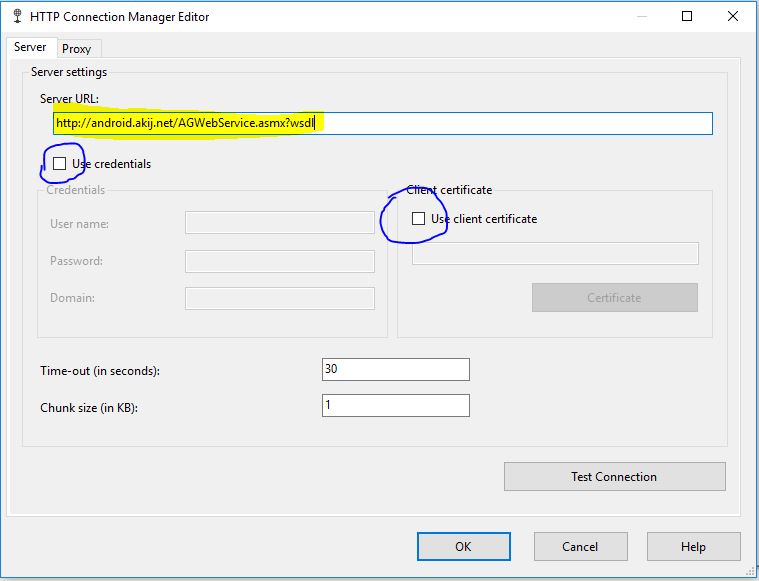 HTTP Connection Manager Editor
Server Proxy
Server settings
Server URL:
http://android.akij.net/AGWebService.asmx?wsdl
Use credentials
Credentials
User name:
Password:
Domain:
Client certificate
Use client certificate
Certificate
Time-out (in seconds): 30
Chunk size (in KB): 1
Test Connection
OK Cancel Help